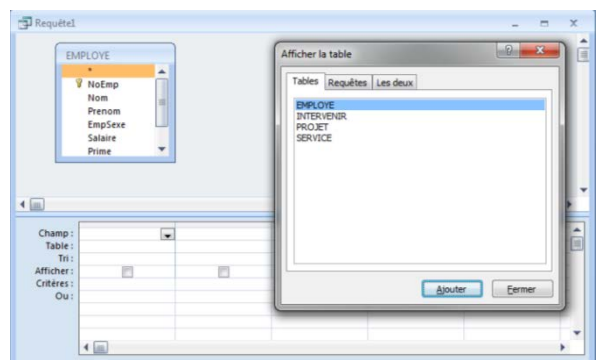 Requête1
EMPLOYE
*
NoEmp
Nom
Prenom
EmpSexe
Salaire
Prime
Afficher la table
Tables Requêtes Les deux
EMPLOYE
INTERVENIR
PROJET
SERVICE
Ajouter Fermer
Champ :
Table :
Tri :
Afficher :
Critères :
Ou :